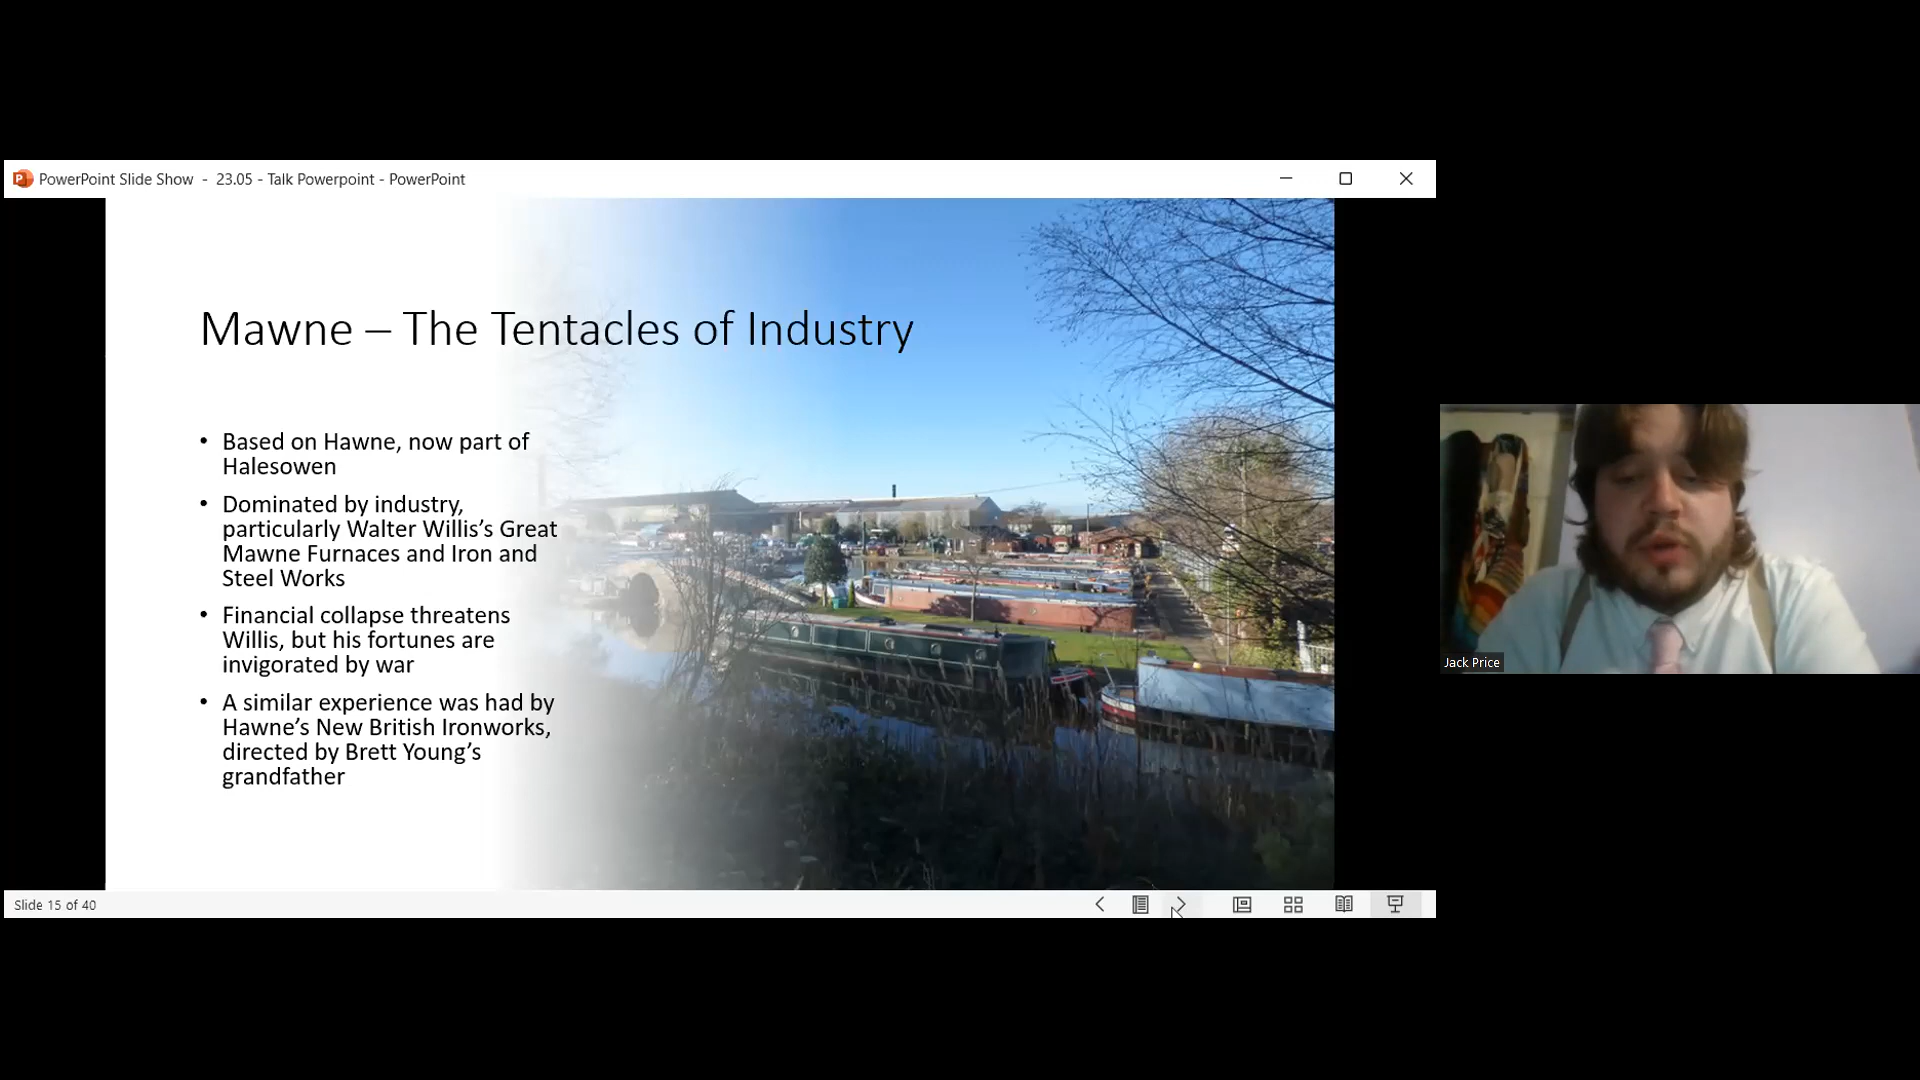 PowerPoint Slide Show - 23.05 - Talk Powerpoint - PowerPoint
Mawne – The Tentacles of Industry
• Based on Hawne, now part of
Halesowen
• Dominated by industry,
particularly Walter Willis’s Great
Mawne Furnaces and Iron and
Steel Works
• Financial collapse threatens
Willis, but his fortunes are
invigorated by war
• A similar experience was had by
Hawne’s New British Ironworks,
directed by Brett Young’s
grandfather
Jack Price
Slide 15 of 40